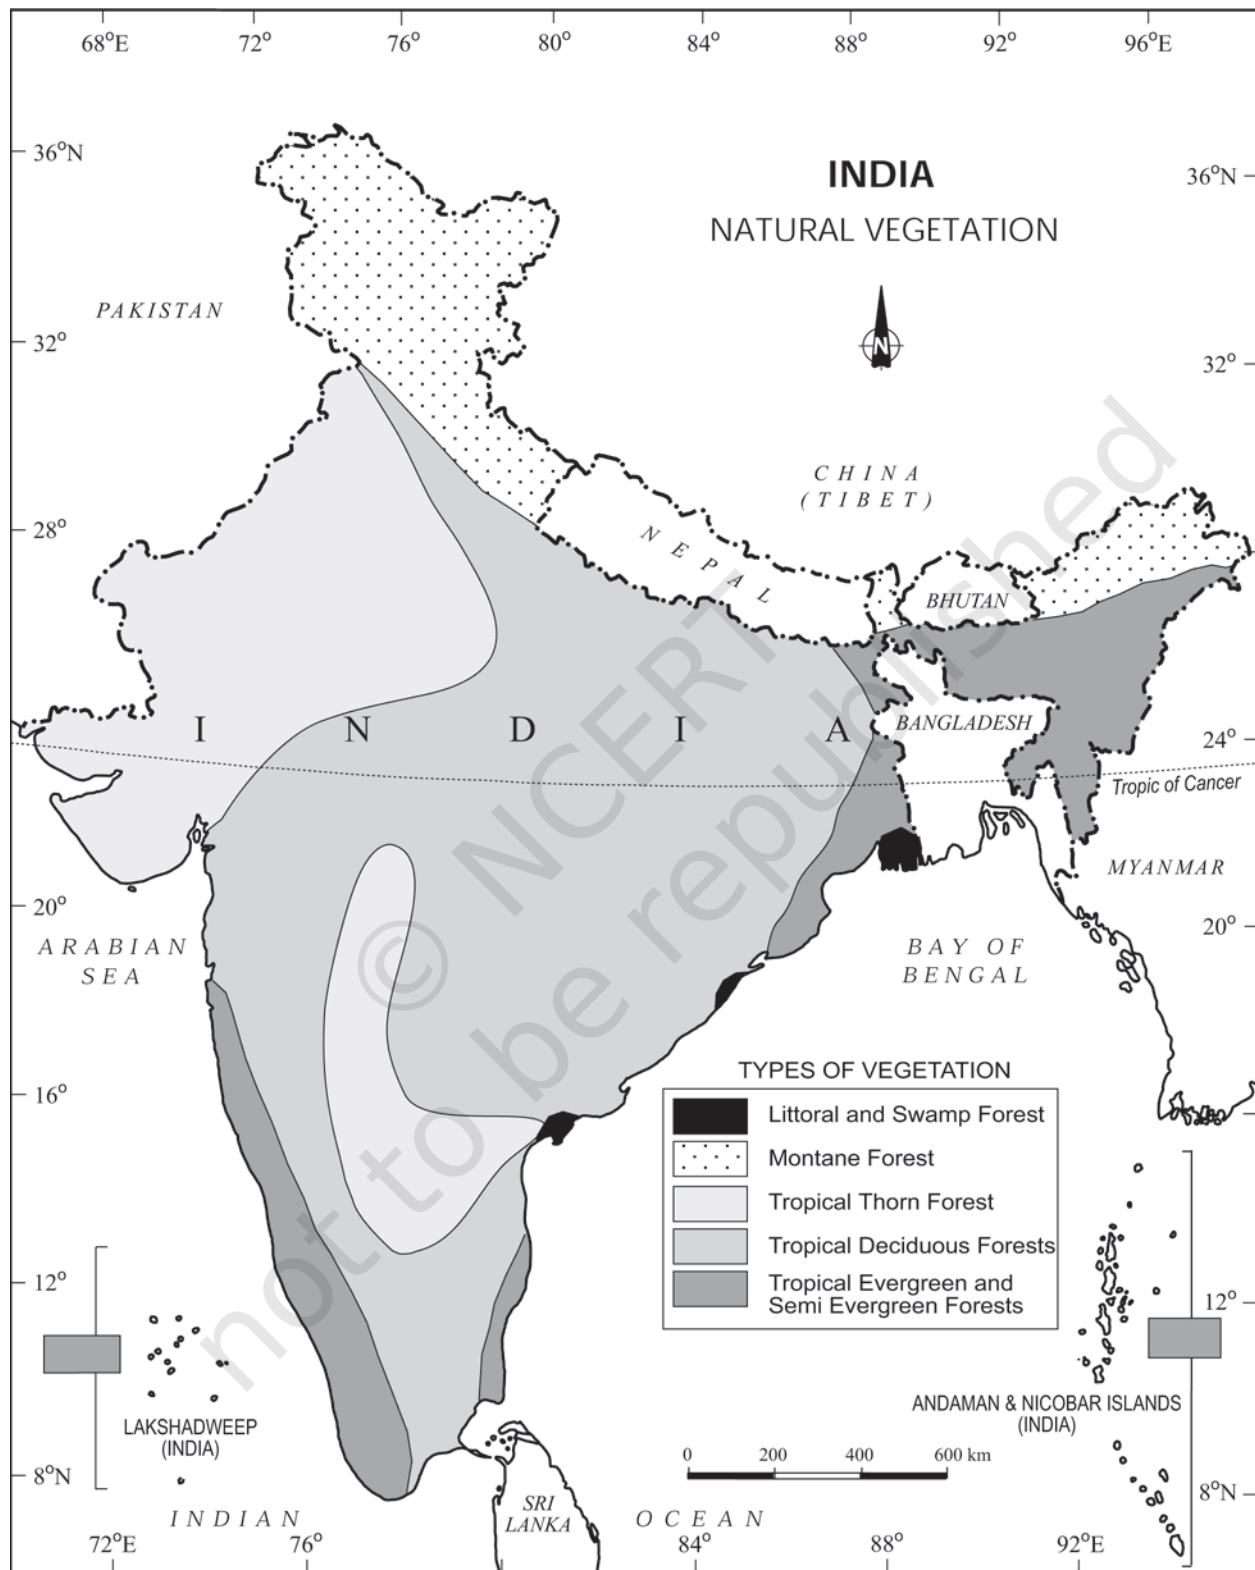 68°E 72° 76° 80° 84° 88° 92° 96°E
36°N
INDIA
36°N
NATURAL VEGETATION
PAKISTAN
N
32°
32°
CHINA
(TIBET)
28°
NEPAL
BHUTAN
INDIA
BANGLADESH
24°
Tropic of Cancer
MYANMAR
20°
20°
ARABIAN
SEA
BAY OF
BENGAL
© NCERT
not to be republished
TYPES OF VEGETATION
16°
Littoral and Swamp Forest
Montane Forest
Tropical Thorn Forest
Tropical Deciduous Forests
Tropical Evergreen and
Semi Evergreen Forests
12°
12°
LAKSHADWEEP
(INDIA)
ANDAMAN & NICOBAR ISLANDS
(INDIA)
0 200 400 600 km
8°N
8°N
SRI
LANKA
INDIAN OCEAN
72°E 76° 84° 88° 92°E